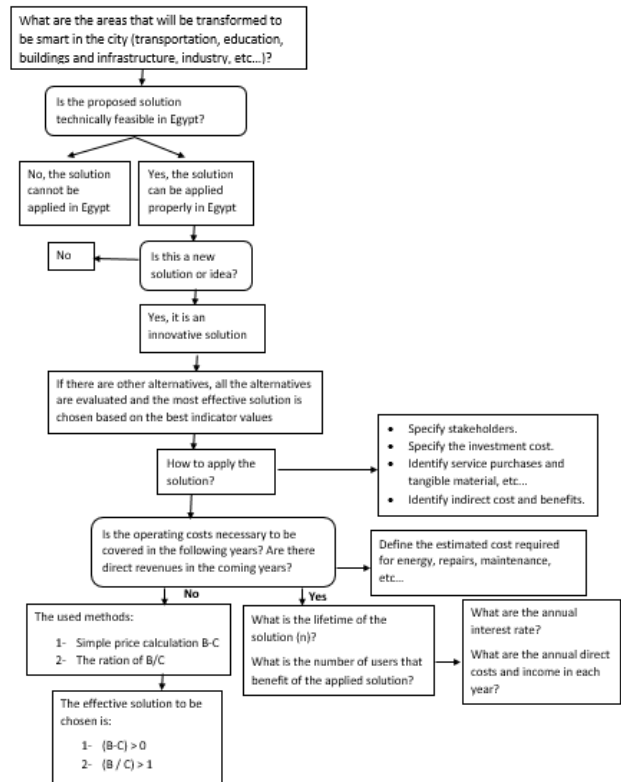 What are the areas that will be transformed to
be smart in the city (transportation, education,
buildings and infrastructure, industry, etc...)?
Is the proposed solution
technically feasible in Egypt?
No, the solution
cannot be
applied in Egypt
Yes, the solution
can be applied
properly in Egypt
No
Is this a new
solution or idea?
Yes, it is an
innovative solution
If there are other alternatives, all the alternatives
are evaluated and the most effective solution is
chosen based on the best indicator values
How to apply the
solution?
• Specify stakeholders.
• Specify the investment cost.
• Identify service purchases and
tangible material, etc...
• Identify indirect cost and benefits.
Is the operating costs necessary to be
covered in the following years? Are there
direct revenues in the coming years?
Define the estimated cost required
for energy, repairs, maintenance,
etc...
No
Yes
The used methods:
1- Simple price calculation B-C
2- The ration of B/C
What is the lifetime of the
solution (n)?
What is the number of users that
benefit of the applied solution?
What are the annual
interest rate?
What are the annual direct
costs and income in each
year?
The effective solution to be
chosen is:
1- (B-C) > 0
2- (B / C) > 1